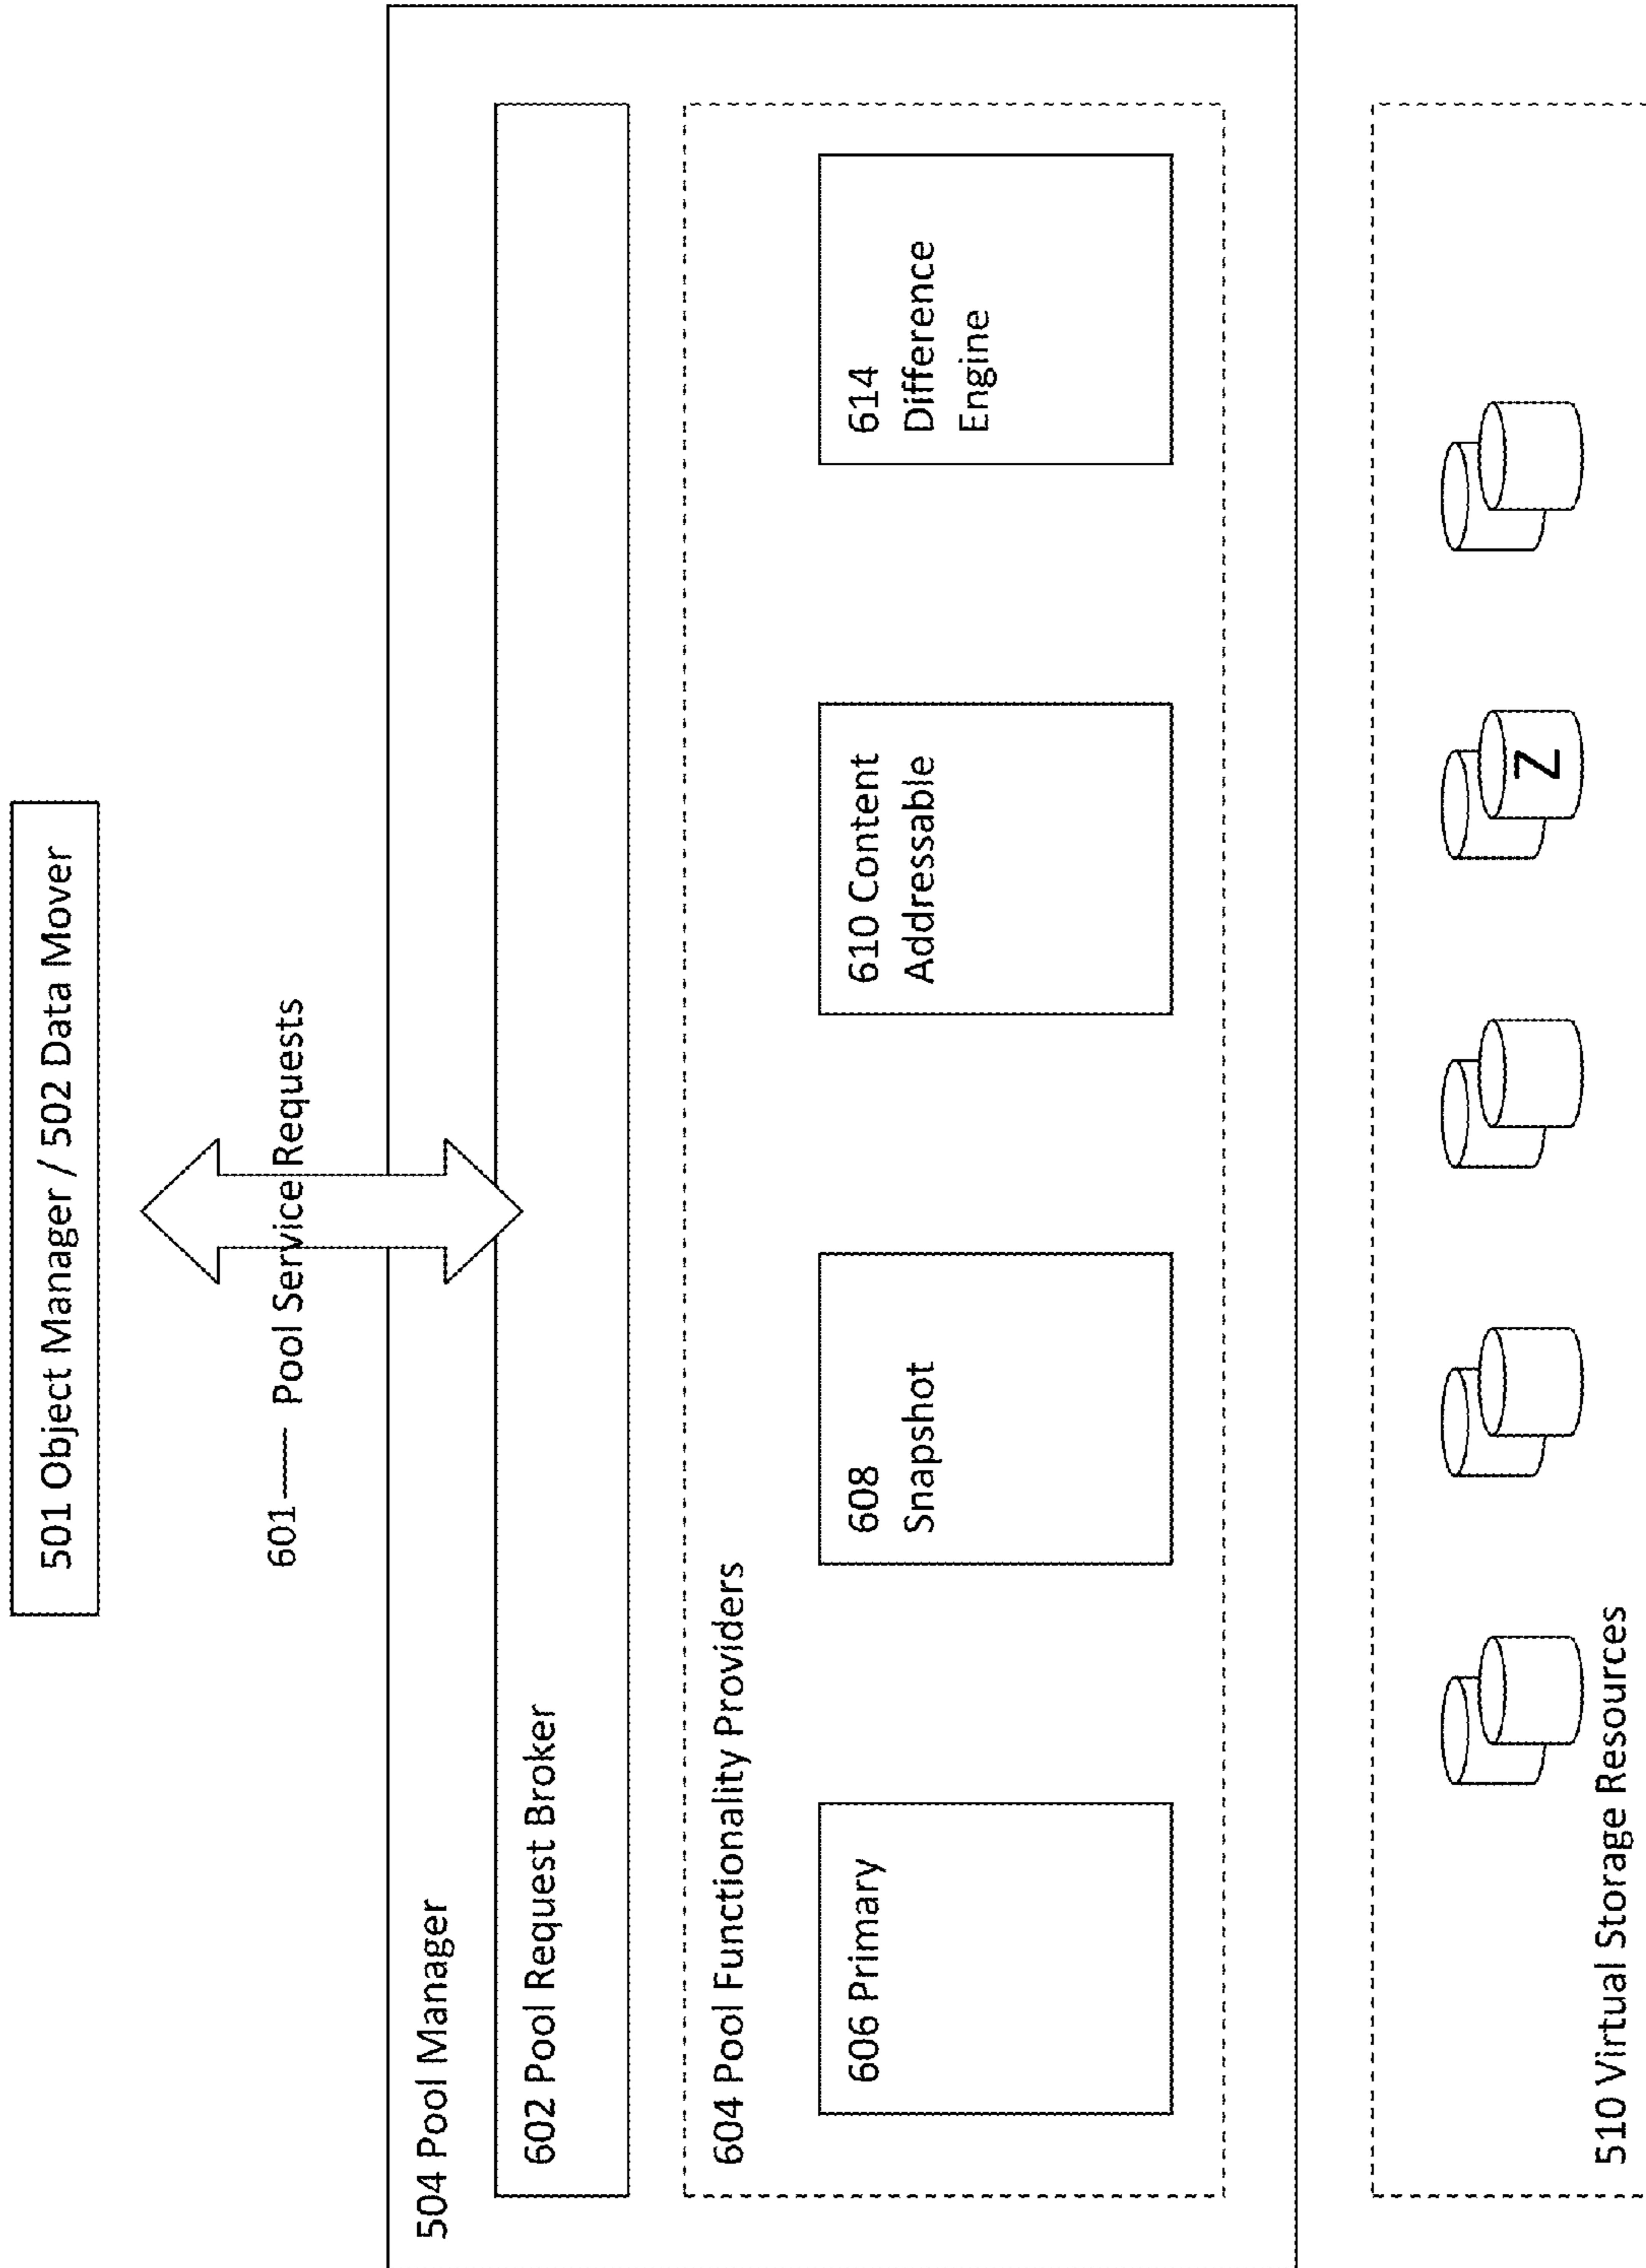 501 Object Manager / 502 Data Mover
601 — Pool Service Requests
504 Pool Manager
602 Pool Request Broker
604 Pool Functionality Providers
606 Primary
608
Snapshot
610 Content
Addressable
614
Difference
Engine
Z
510 Virtual Storage Resources